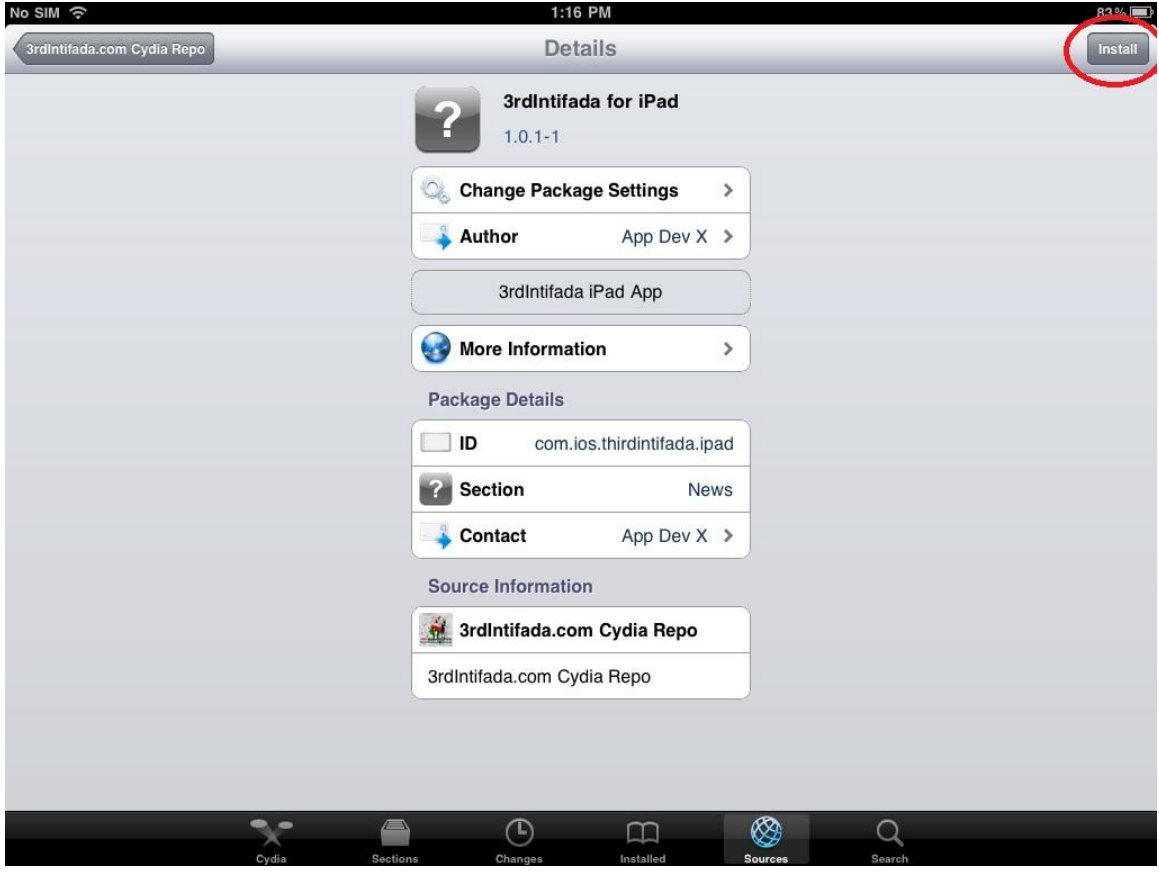 No SIM 1:16 PM 83%
3rdIntifada.com Cydia Repo Details Install
3rdIntifada for iPad
1.0.1-1
Change Package Settings
Author App Dev X
3rdIntifada iPad App
More Information
Package Details
ID com.ios.thirdintifada.ipad
Section News
Contact App Dev X
Source Information
3rdIntifada.com Cydia Repo
3rdIntifada.com Cydia Repo
Cydia Sections Changes Installed Sources Search